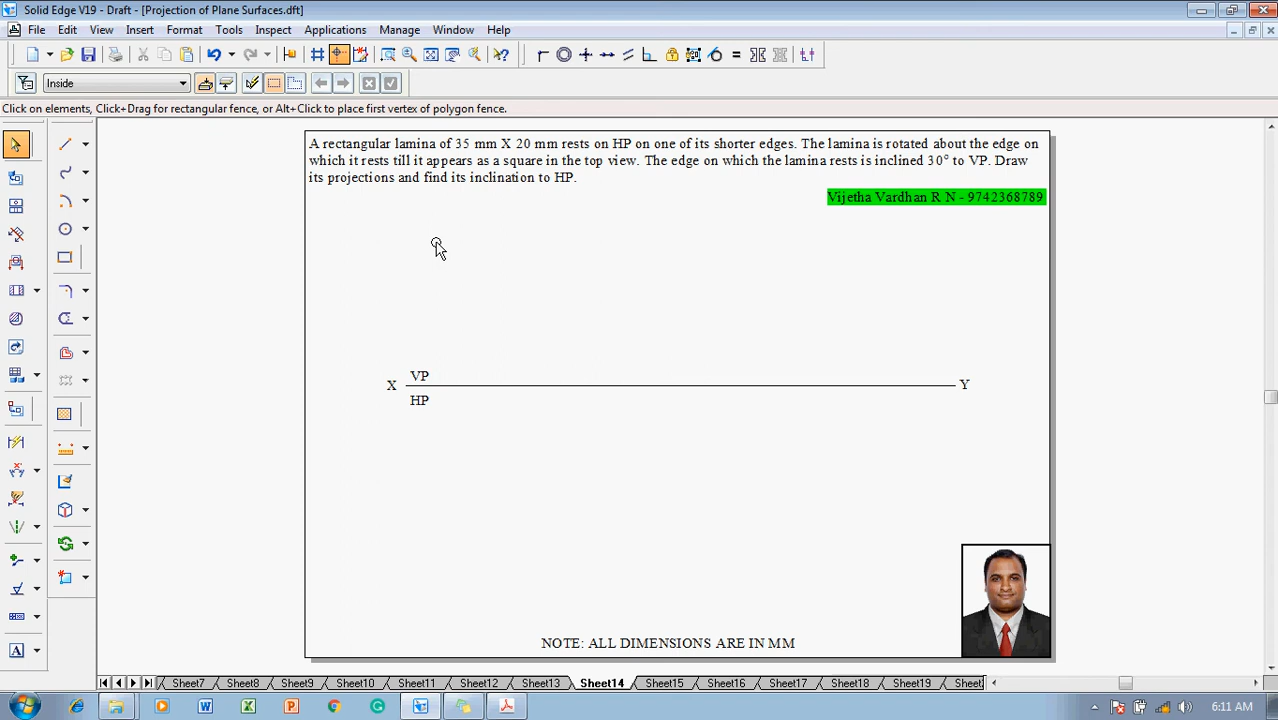 Solid Edge V19 - Draft - [Projection of Plane Surfaces.dft]
File Edit View Insert Format Tools Inspect Applications Manage Window Help
Inside
Click on elements, Click+Drag for rectangular fence, or Alt+Click to place first vertex of polygon fence.
A rectangular lamina of 35 mm X 20 mm rests on HP on one of its shorter edges. The lamina is rotated about the edge on
which it rests till it appears as a square in the top view. The edge on which the lamina rests is inclined 30° to VP. Draw
its projections and find its inclination to HP.
Vijetha Vardhan R N - 9742368789
VP
X Y
HP
NOTE: ALL DIMENSIONS ARE IN MM
Sheet7 Sheet8 Sheet9 Sheet10 Sheet11 Sheet12 Sheet13 Sheet14 Sheet15 Sheet16 Sheet17 Sheet18 Sheet19 Sheet
6:11 AM